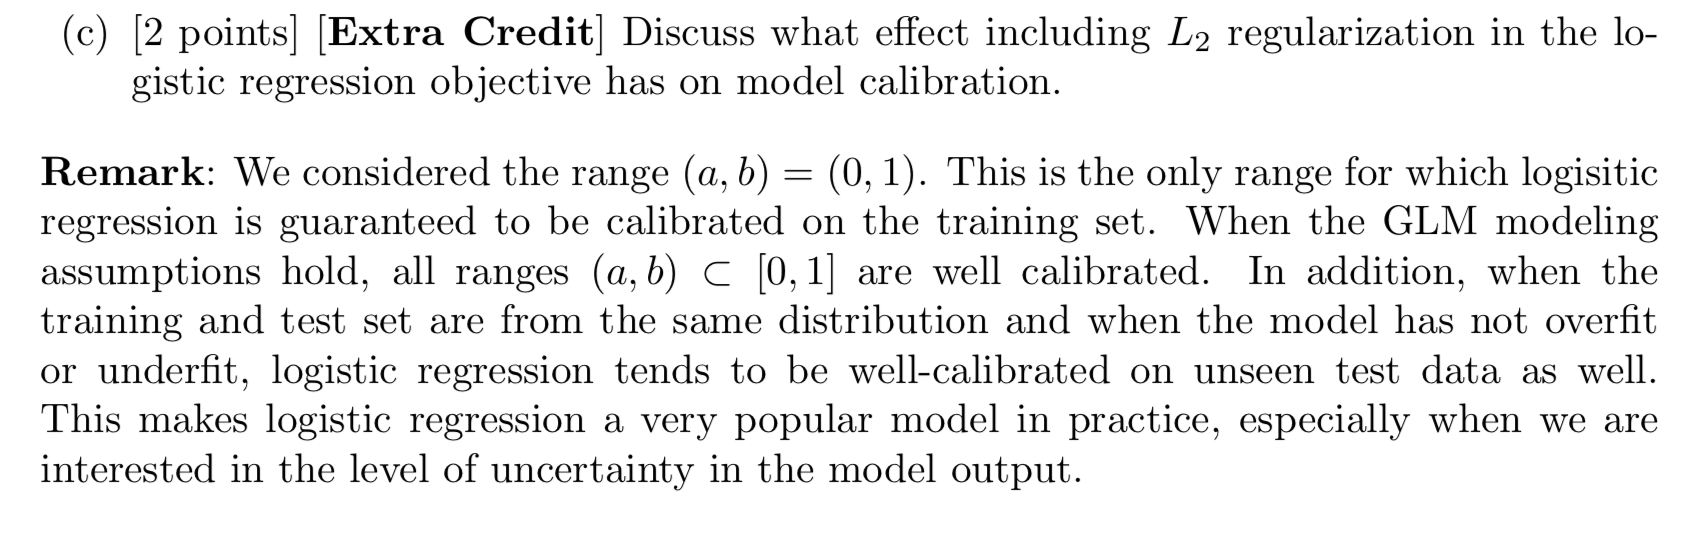 (c) [2 points] [Extra Credit] Discuss what effect including L₂ regularization in the lo-
gistic regression objective has on model calibration.
Remark: We considered the range (a, b) = (0, 1). This is the only range for which logisitic
regression is guaranteed to be calibrated on the training set. When the GLM modeling
assumptions hold, all ranges (a, b) ⊂ [0, 1] are well calibrated. In addition, when the
training and test set are from the same distribution and when the model has not overfit
or underfit, logistic regression tends to be well-calibrated on unseen test data as well.
This makes logistic regression a very popular model in practice, especially when we are
interested in the level of uncertainty in the model output.